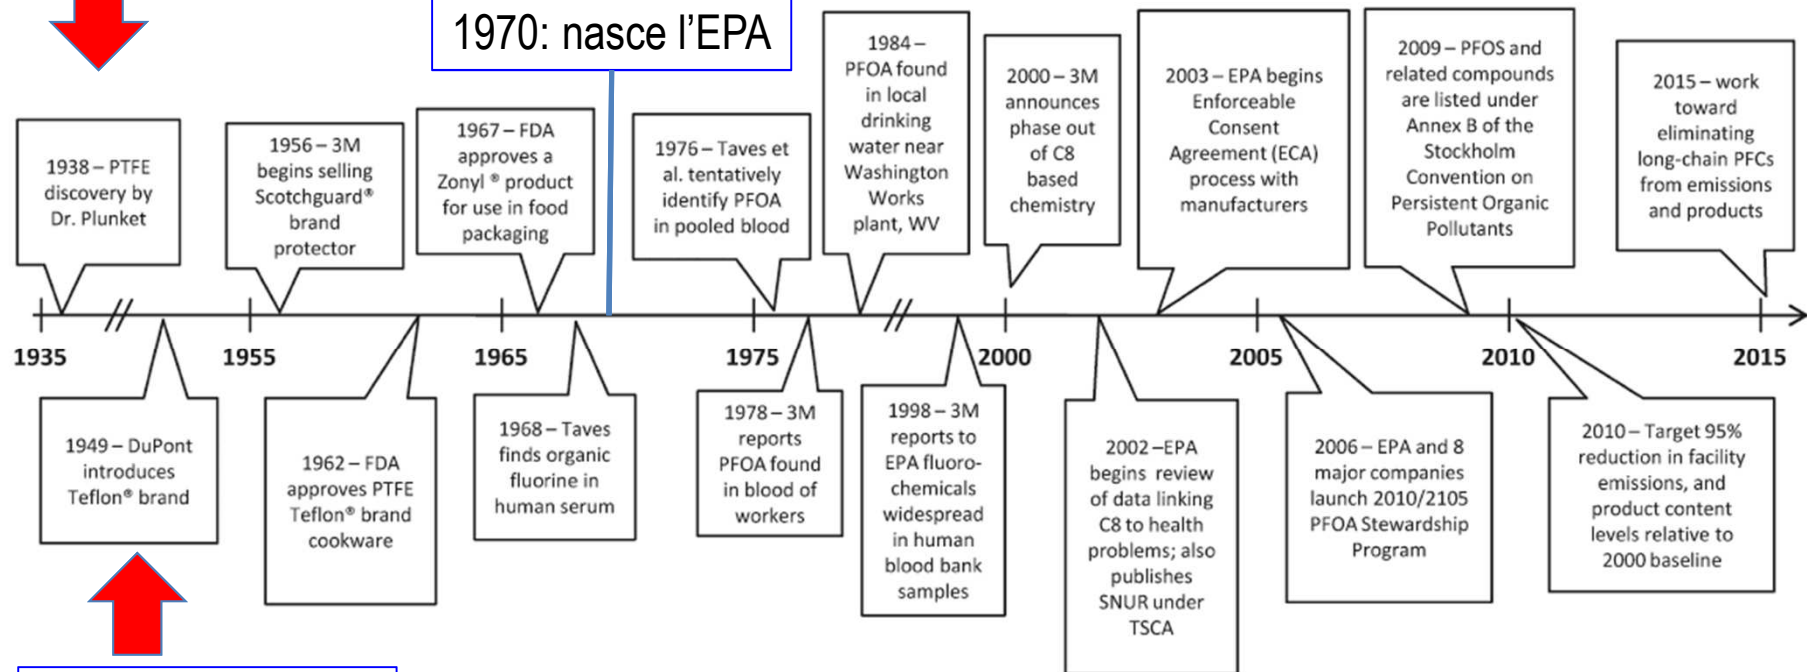 1970: nasce l’EPA
1938 – PTFE
discovery by
Dr. Plunket
1956 – 3M
begins selling
Scotchguard®
brand
protector
1967 – FDA
approves a
Zonyl ® product
for use in food
packaging
1976 – Taves et
al. tentatively
identify PFOA
in pooled blood
1984 –
PFOA found
in local
drinking
water near
Washington
Works
plant, WV
2000 – 3M
announces
phase out
of C8
based
chemistry
2003 – EPA begins
Enforceable
Consent
Agreement (ECA)
process with
manufacturers
2009 – PFOS and
related compounds
are listed under
Annex B of the
Stockholm
Convention on
Persistent Organic
Pollutants
2015 – work
toward
eliminating
long-chain PFCs
from emissions
and products
1935
1955
1965
1975
2000
2005
2010
2015
1949 – DuPont
introduces
Teflon® brand
1962 – FDA
approves PTFE
Teflon® brand
cookware
1968 – Taves
finds organic
fluorine in
human serum
1978 – 3M
reports
PFOA found
in blood of
workers
1998 – 3M
reports to
EPA fluoro-
chemicals
widespread
in human
blood bank
samples
2002 –EPA
begins review
of data linking
C8 to health
problems; also
publishes
SNUR under
TSCA
2006 – EPA and 8
major companies
launch 2010/2105
PFOA Stewardship
Program
2010 – Target 95%
reduction in facility
emissions, and
product content
levels relative to
2000 baseline